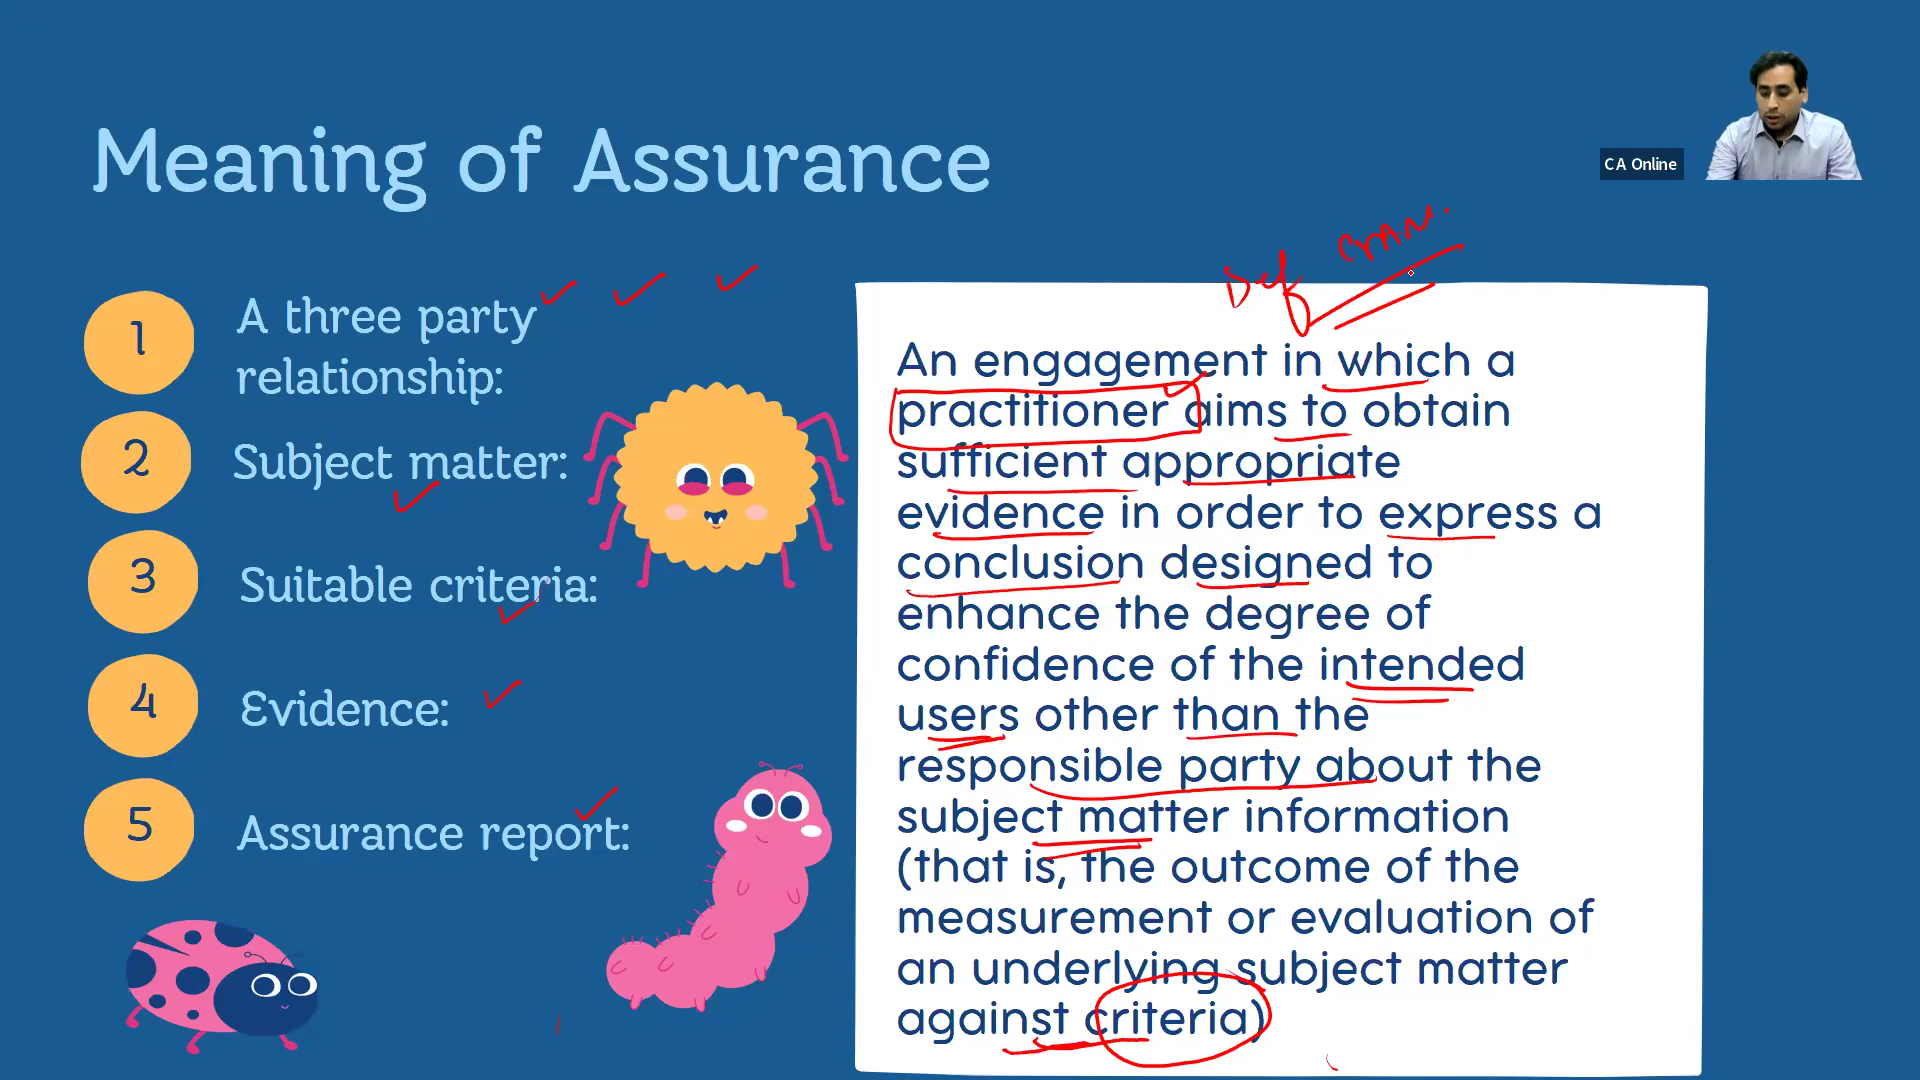 CA Online
Meaning of Assurance
1
A three party
relationship:
2
Subject matter:
3
Suitable criteria:
4
Evidence:
5
Assurance report:
Def
An engagement in which a
practitioner aims to obtain
sufficient appropriate
evidence in order to express a
conclusion designed to
enhance the degree of
confidence of the intended
users other than the
responsible party about the
subject matter information
(that is, the outcome of the
measurement or evaluation of
an underlying subject matter
against criteria)